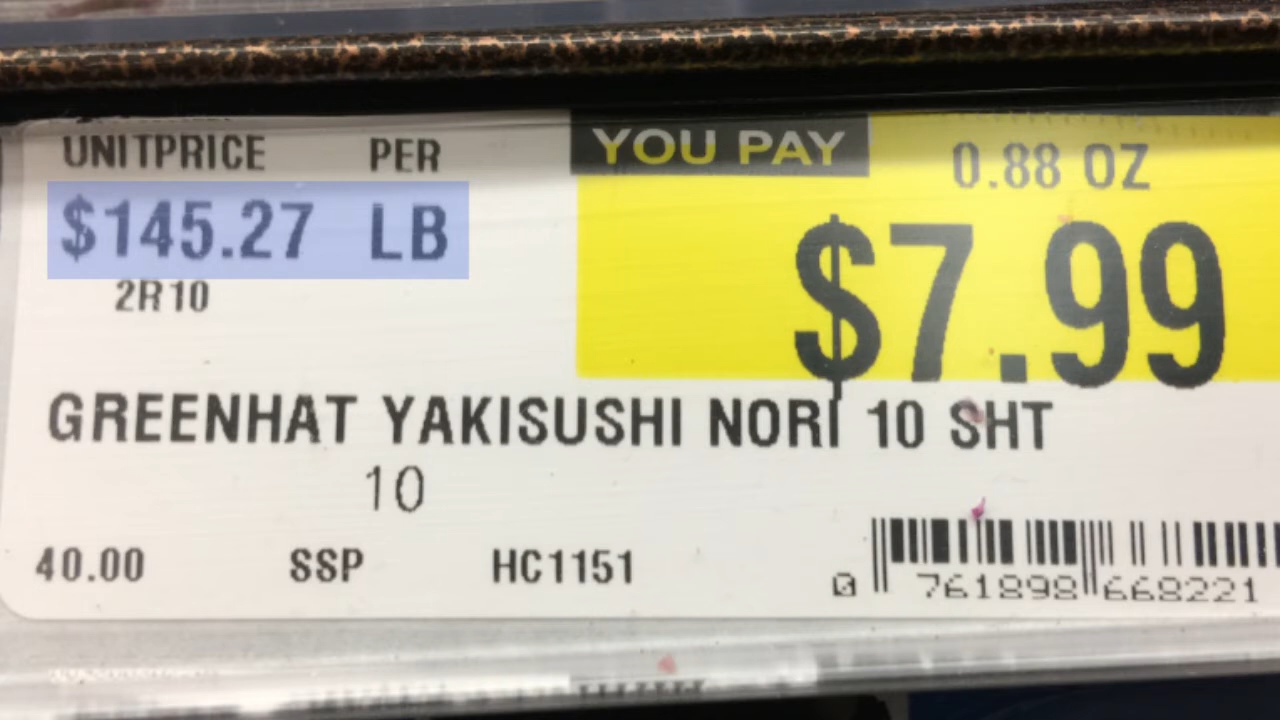 UNITPRICE PER
$145.27 LB
2R10
YOU PAY
0.88 OZ
$7.99
GREENHAT YAKISUSHI NORI 10 SHT
10
40.00 SSP HC1151
0 761898 668221